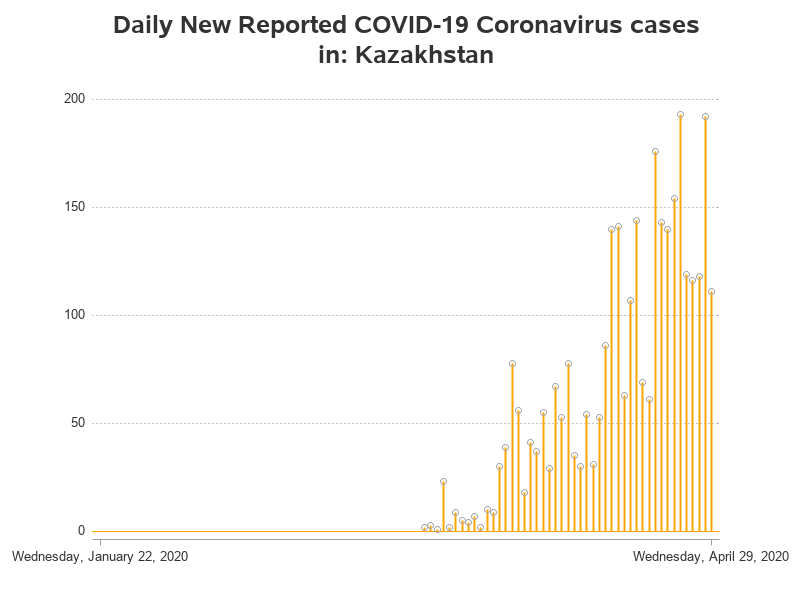 Daily New Reported COVID-19 Coronavirus cases
in: Kazakhstan
200
150
100
50
0
Wednesday, January 22, 2020
Wednesday, April 29, 2020